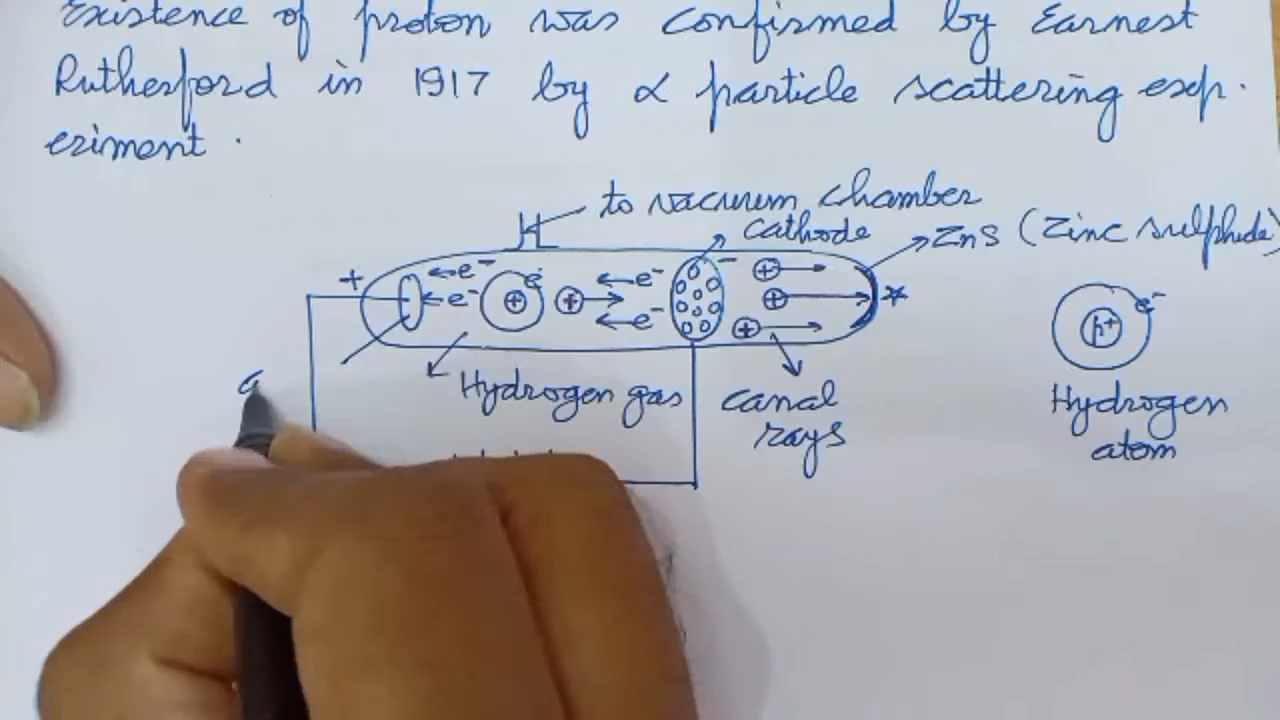 Existence of proton was confirmed by Earnest
Rutherford in 1917 by α particle scattering exp.
eriment.
to vacuum chamber
cathode
ZnS (Zinc sulphide)
+ ← e⁻ e⁻ ← e⁻ −
← e⁻ + + → + → *
← e⁻ + →
e⁻
p+
Hydrogen gas
canal
rays
Hydrogen
atom
a